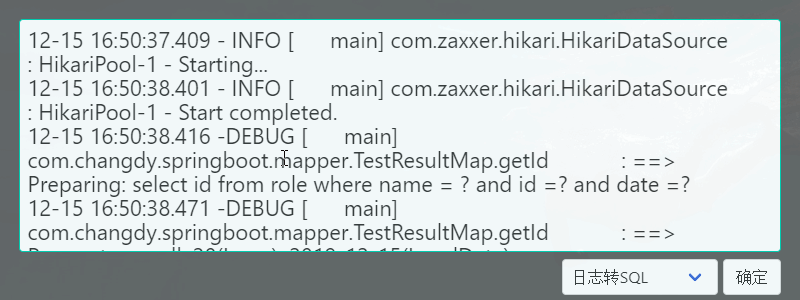 12-15 16:50:37.409 - INFO [      main] com.zaxxer.hikari.HikariDataSource
: HikariPool-1 - Starting...
12-15 16:50:38.401 - INFO [      main] com.zaxxer.hikari.HikariDataSource
: HikariPool-1 - Start completed.
12-15 16:50:38.416 -DEBUG [      main]
com.changdy.springboot.mapper.TestResultMap.getId            : ==>
Preparing: select id from role where name = ? and id =? and date =?
12-15 16:50:38.471 -DEBUG [      main]
com.changdy.springboot.mapper.TestResultMap.getId            : ==>
日志转SQL
确定